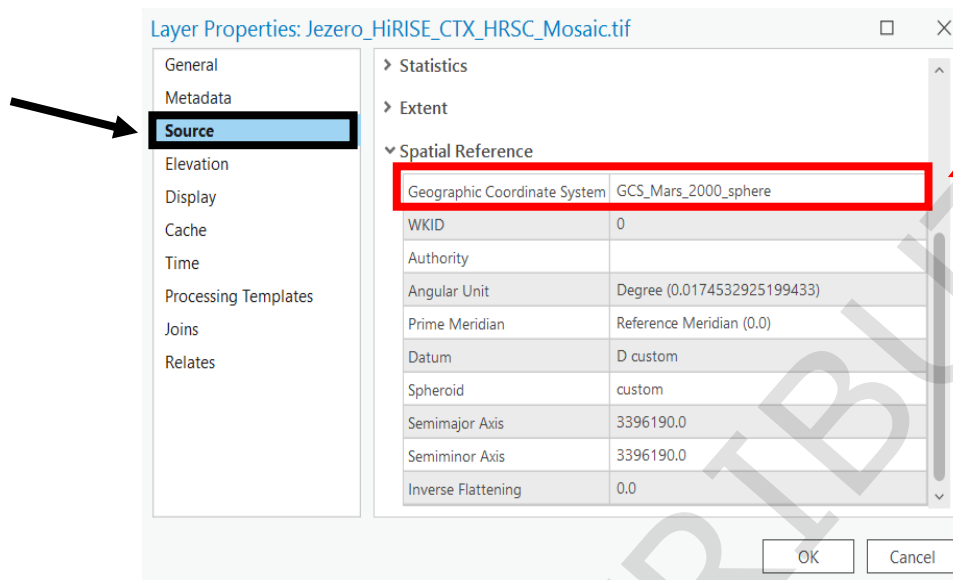 Layer Properties: Jezero_HiRISE_CTX_HRSC_Mosaic.tif
General
Metadata
Source
Elevation
Display
Cache
Time
Processing Templates
Joins
Relates
Statistics
Extent
Spatial Reference
Geographic Coordinate System GCS_Mars_2000_sphere
WKID 0
Authority
Angular Unit Degree (0.0174532925199433)
Prime Meridian Reference Meridian (0.0)
Datum D custom
Spheroid custom
Semimajor Axis 3396190.0
Semiminor Axis 3396190.0
Inverse Flattening 0.0
OK Cancel